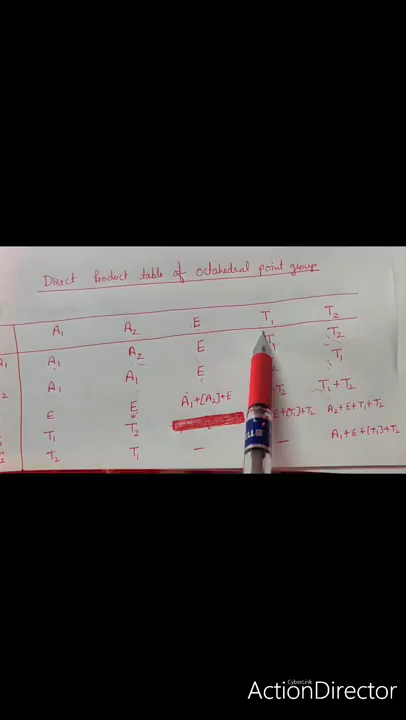 Direct Product table of octahedral point group
A₁ A₂ E T₁ T₂
A₁ A₁ A₂ E T₁ T₂
A₁ E T₁
E E A₁+[A₂]+E T₁+T₂
T₁ T₂ E+[T₁]+T₂ A₂+E+T₁+T₂
T₂ T₁ — — A₁+E+[T₁]+T₂
CyberLink
ActionDirector